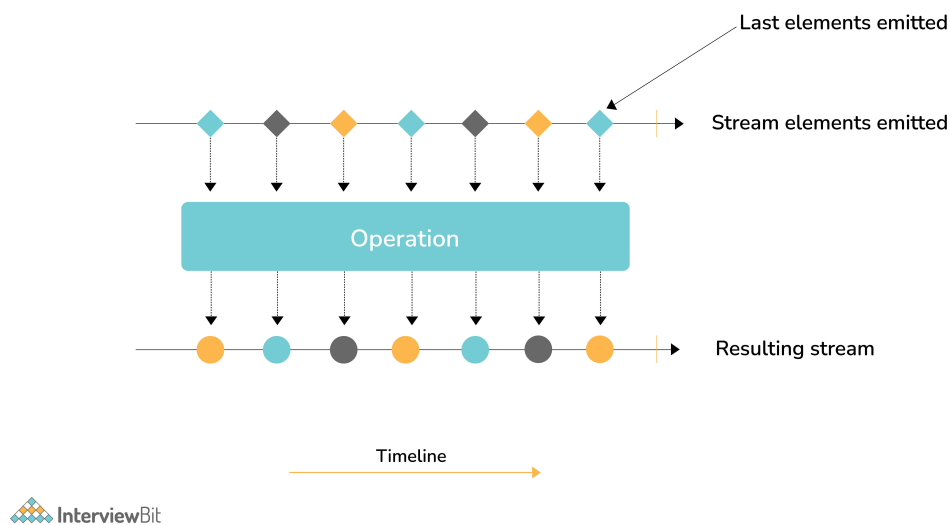 Last elements emitted
Stream elements emitted
Operation
Resulting stream
Timeline
InterviewBit